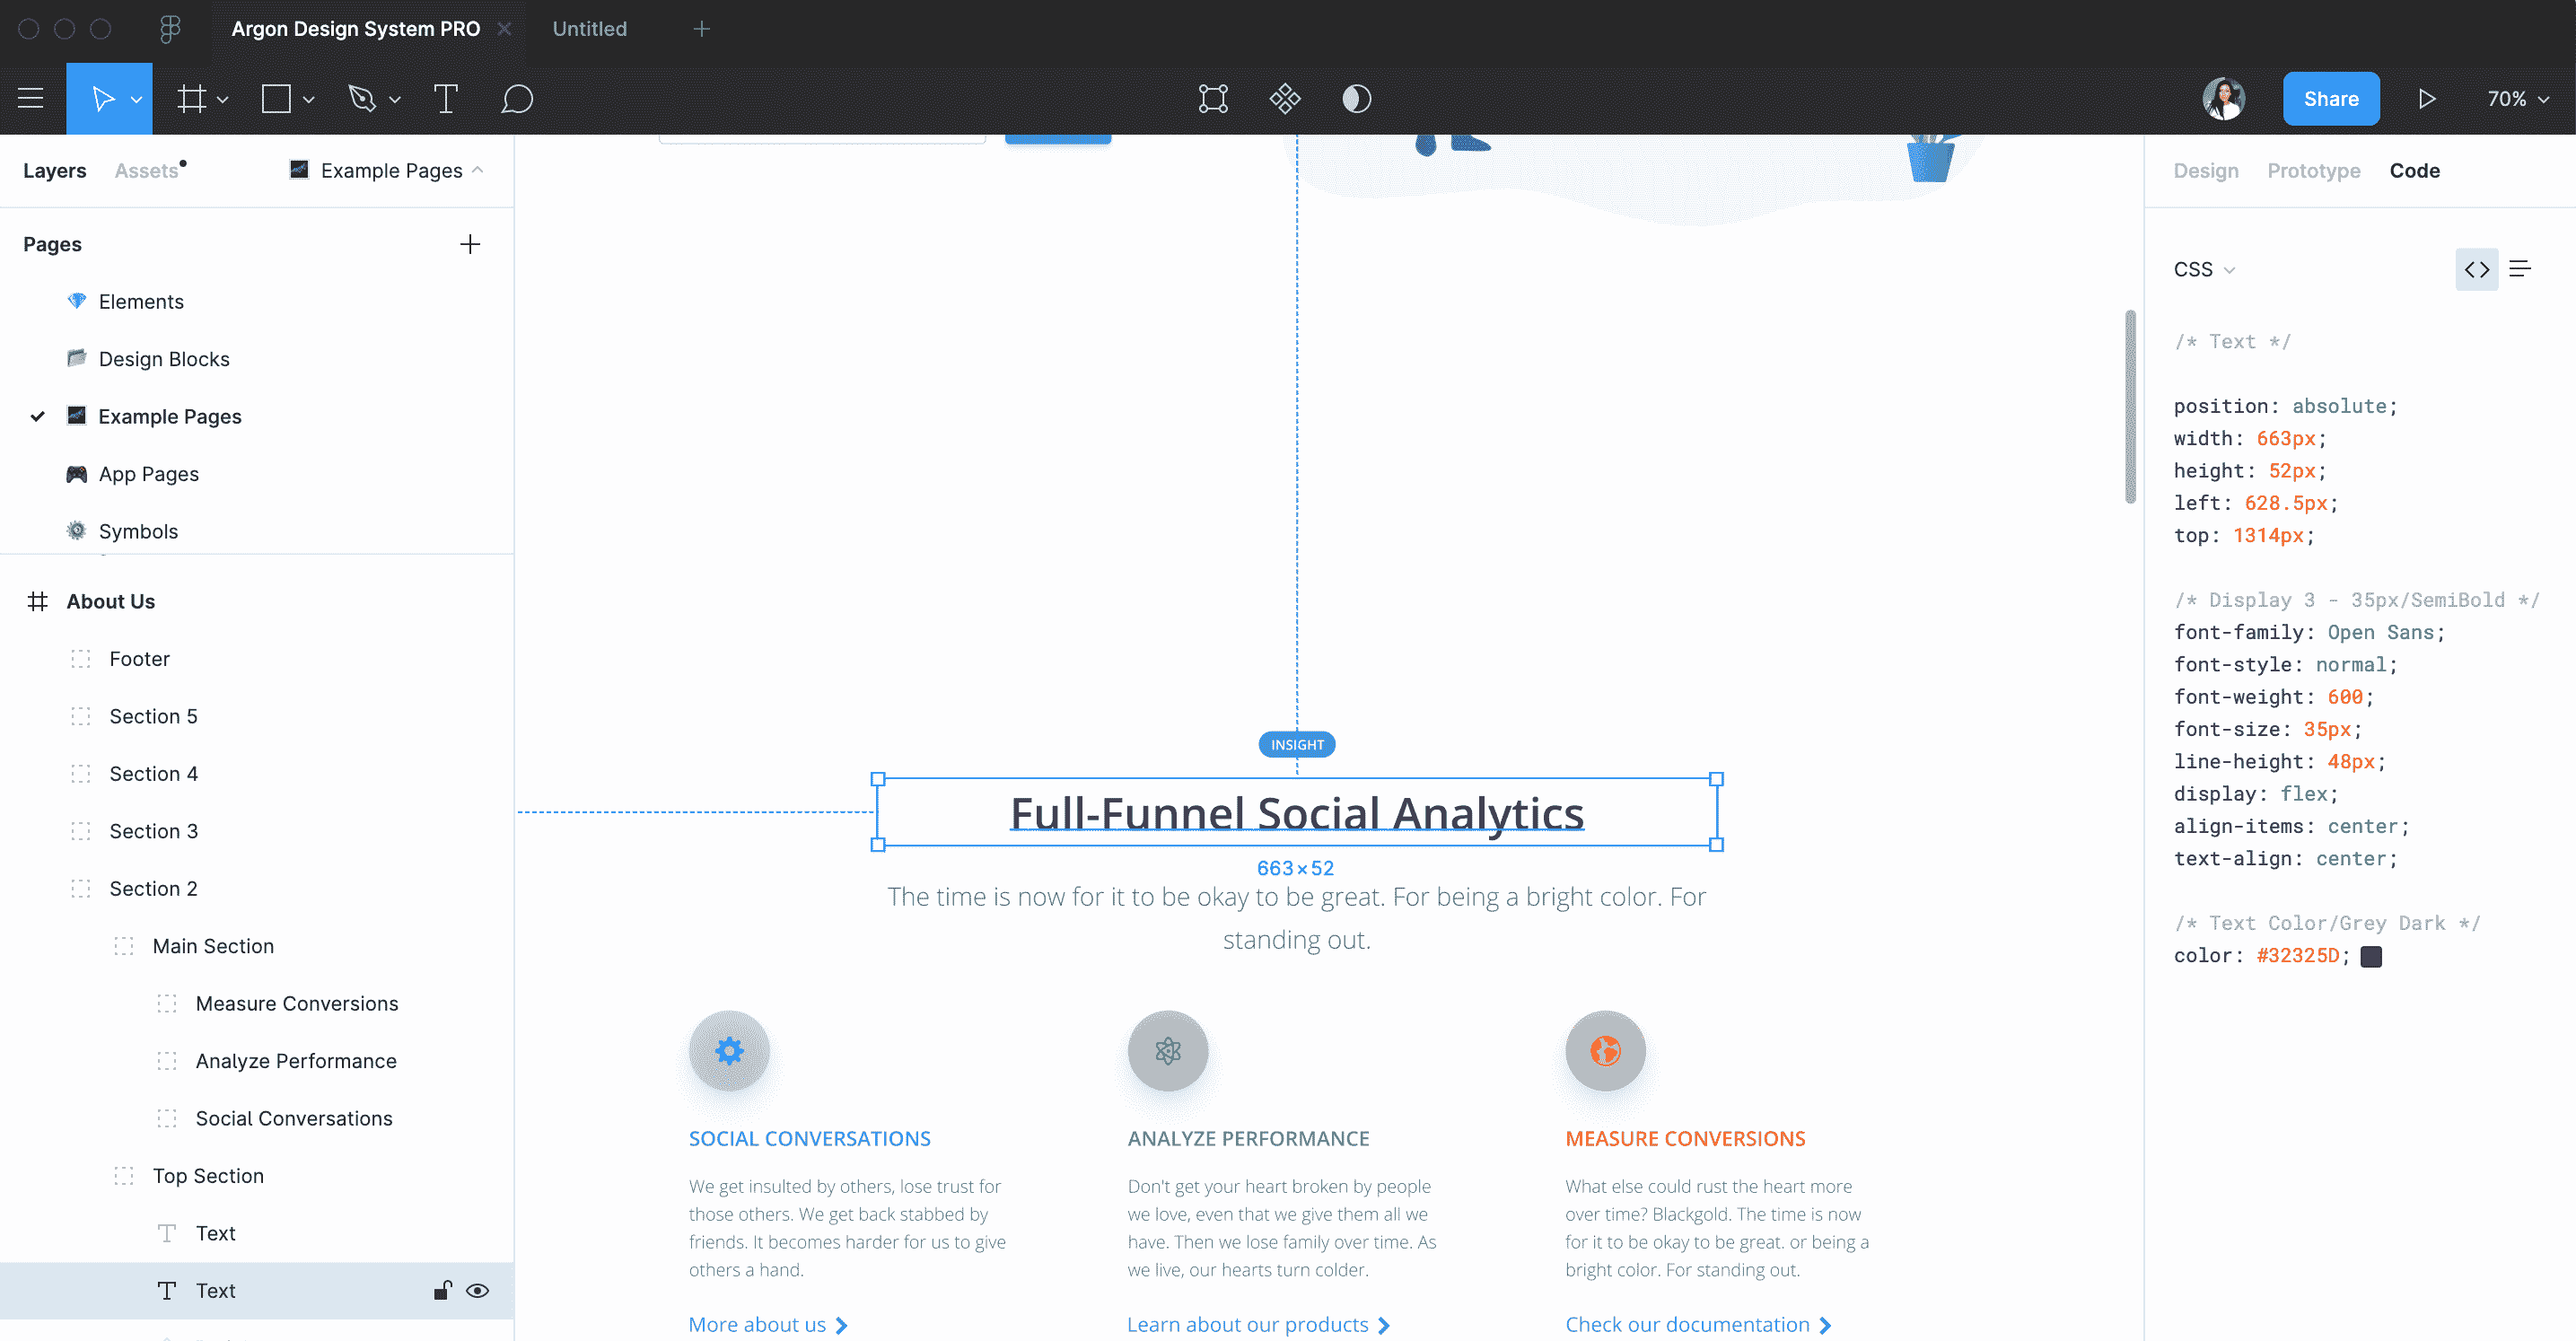 Argon Design System PRO
Untitled
Share
70%
Layers
Assets
Example Pages
Pages
Elements
Design Blocks
Example Pages
App Pages
Symbols
About Us
Footer
Section 5
Section 4
Section 3
Section 2
Main Section
Measure Conversions
Analyze Performance
Social Conversations
Top Section
Text
Text
INSIGHT
Full-Funnel Social Analytics
663×52
The time is now for it to be okay to be great. For being a bright color. For
standing out.
SOCIAL CONVERSATIONS
We get insulted by others, lose trust for
those others. We get back stabbed by
friends. It becomes harder for us to give
others a hand.
More about us
ANALYZE PERFORMANCE
Don't get your heart broken by people
we love, even that we give them all we
have. Then we lose family over time. As
we live, our hearts turn colder.
Learn about our products
MEASURE CONVERSIONS
What else could rust the heart more
over time? Blackgold. The time is now
for it to be okay to be great. or being a
bright color. For standing out.
Check our documentation
Design
Prototype
Code
CSS
/* Text */
position: absolute;
width: 663px;
height: 52px;
left: 628.5px;
top: 1314px;
/* Display 3 - 35px/SemiBold */
font-family: Open Sans;
font-style: normal;
font-weight: 600;
font-size: 35px;
line-height: 48px;
display: flex;
align-items: center;
text-align: center;
/* Text Color/Grey Dark */
color: #32325D;